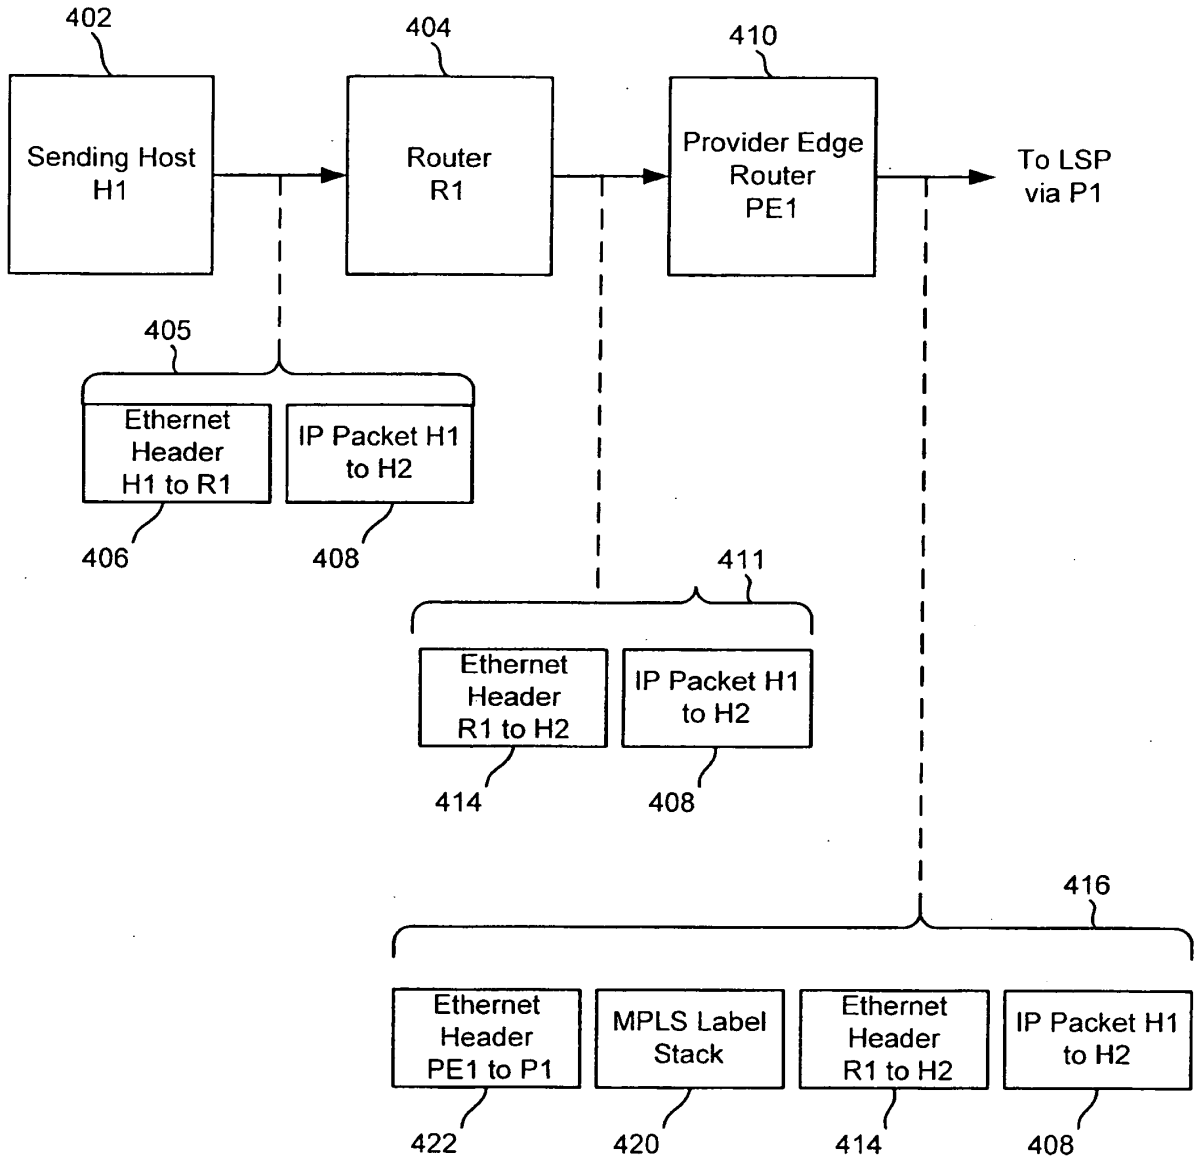 402
404
410
Sending Host
H1
Router
R1
Provider Edge
Router
PE1
To LSP
via P1
405
Ethernet
Header
H1 to R1
IP Packet H1
to H2
406
408
411
Ethernet
Header
R1 to H2
IP Packet H1
to H2
414
408
416
Ethernet
Header
PE1 to P1
MPLS Label
Stack
Ethernet
Header
R1 to H2
IP Packet H1
to H2
422
420
414
408